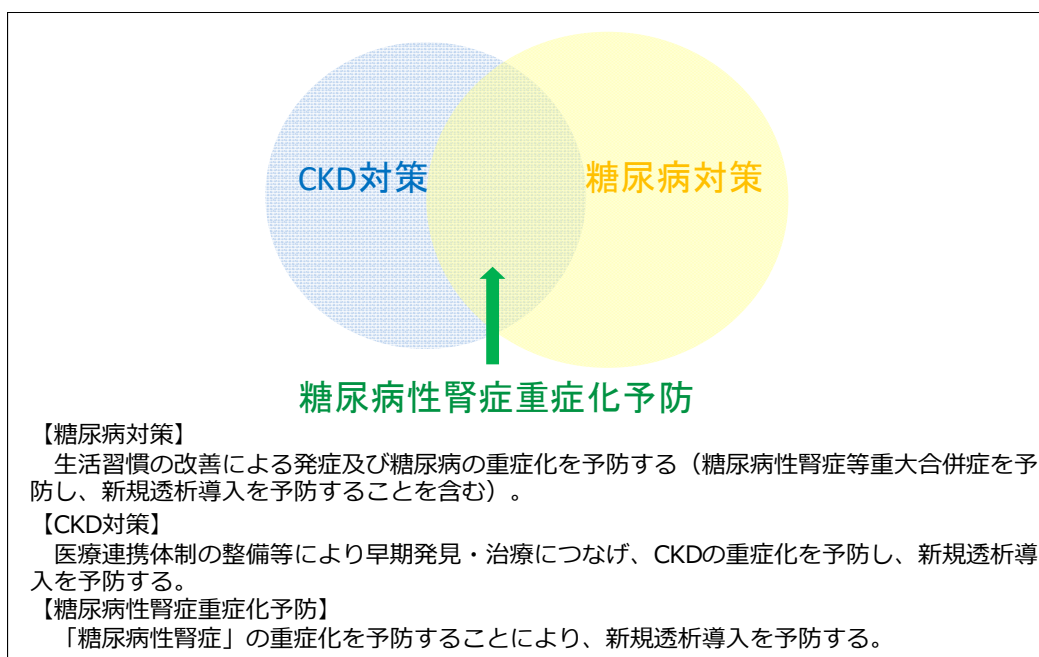 CKD対策
糖尿病対策
糖尿病性腎症重症化予防
【糖尿病対策】
　生活習慣の改善による発症及び糖尿病の重症化を予防する（糖尿病性腎症等重大合併症を予
防し、新規透析導入を予防することを含む）。
【CKD対策】
　医療連携体制の整備等により早期発見・治療につなげ、CKDの重症化を予防し、新規透析導
入を予防する。
【糖尿病性腎症重症化予防】
　「糖尿病性腎症」の重症化を予防することにより、新規透析導入を予防する。